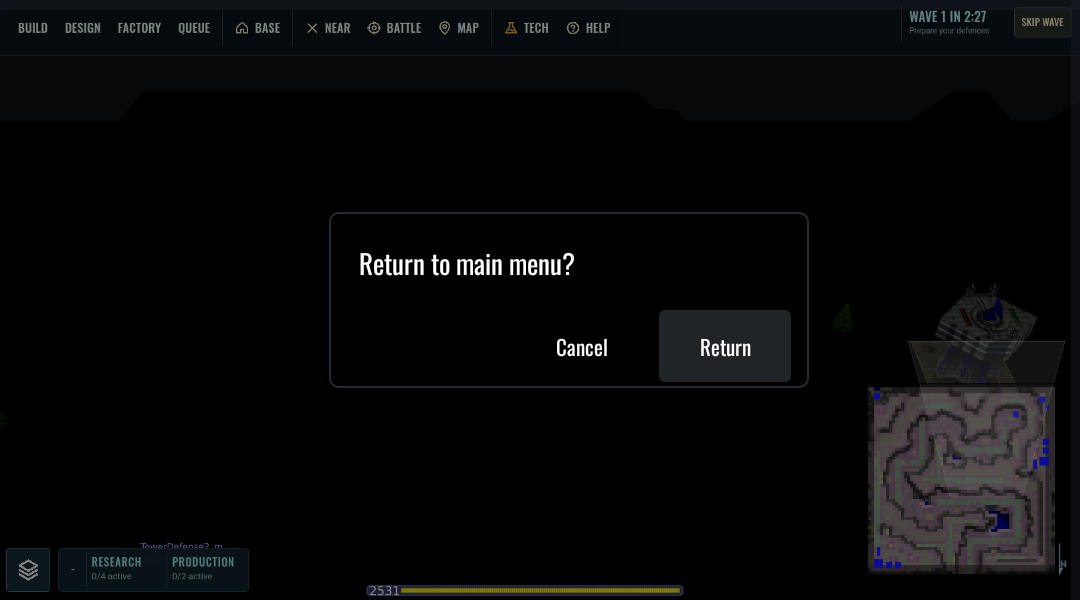 BUILD DESIGN FACTORY QUEUE BASE NEAR BATTLE MAP TECH HELP
WAVE 1 IN 2:27
Prepare your defences
SKIP WAVE
Return to main menu?
Cancel Return
N
RESEARCH
0/4 active
PRODUCTION
0/2 active
2531